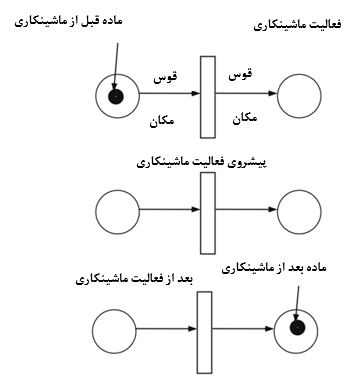 ماده قبل از ماشینکاری
فعالیت ماشینکاری
قوس
قوس
مکان
مکان
پیشروی فعالیت ماشینکاری
ماده بعد از ماشینکاری
بعد از فعالیت ماشینکاری